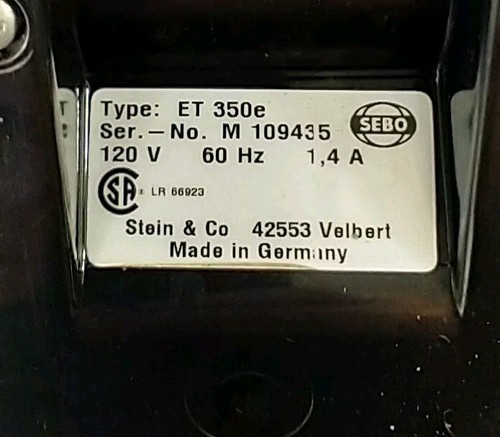 Type: ET 350e
Ser.-No. M 109435
SEBO
120 V 60 Hz 1,4 A
SA ® LR 66923
Stein & Co 42553 Velbert
Made in Germany